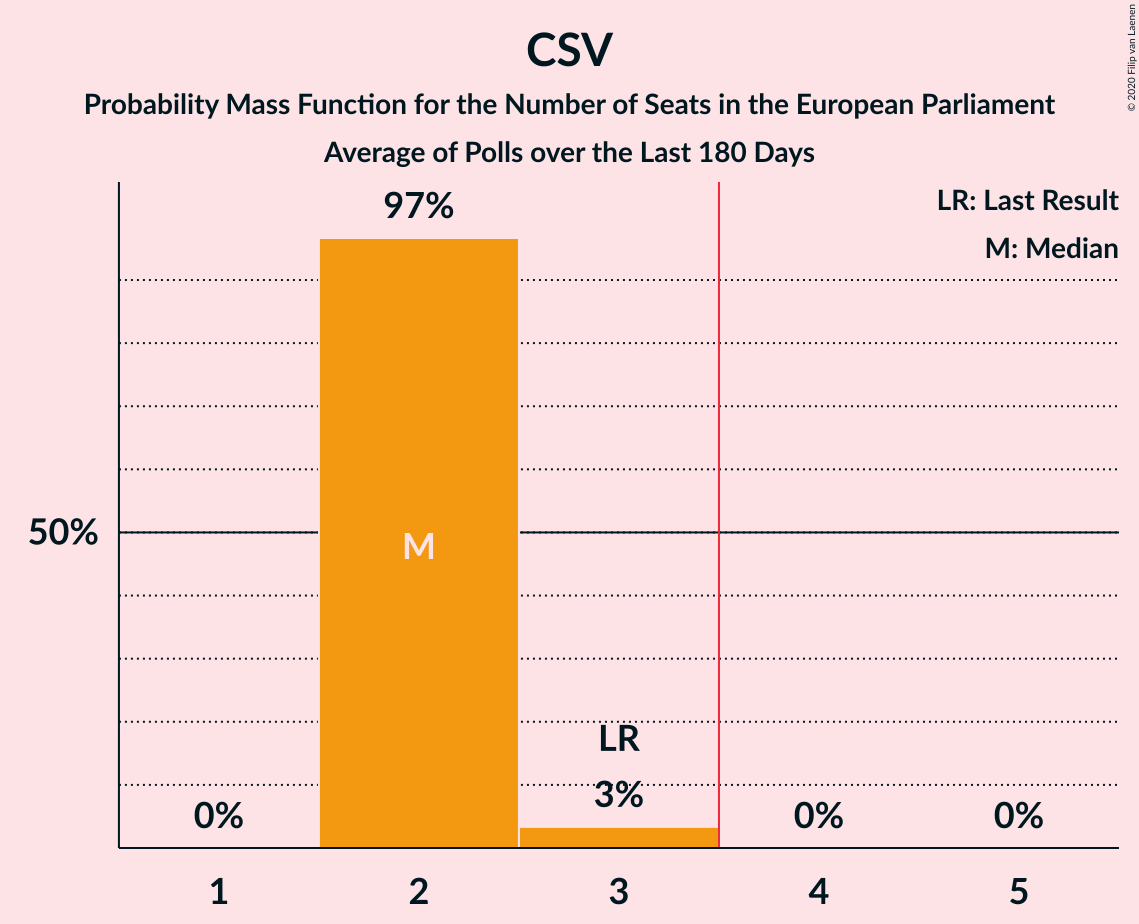 CSV
Probability Mass Function for the Number of Seats in the European Parliament
Average of Polls over the Last 180 Days
© 2020 Filip van Laenen
LR: Last Result
M: Median
97%
50%
M
LR
0%
3%
0%
0%
1
2
3
4
5